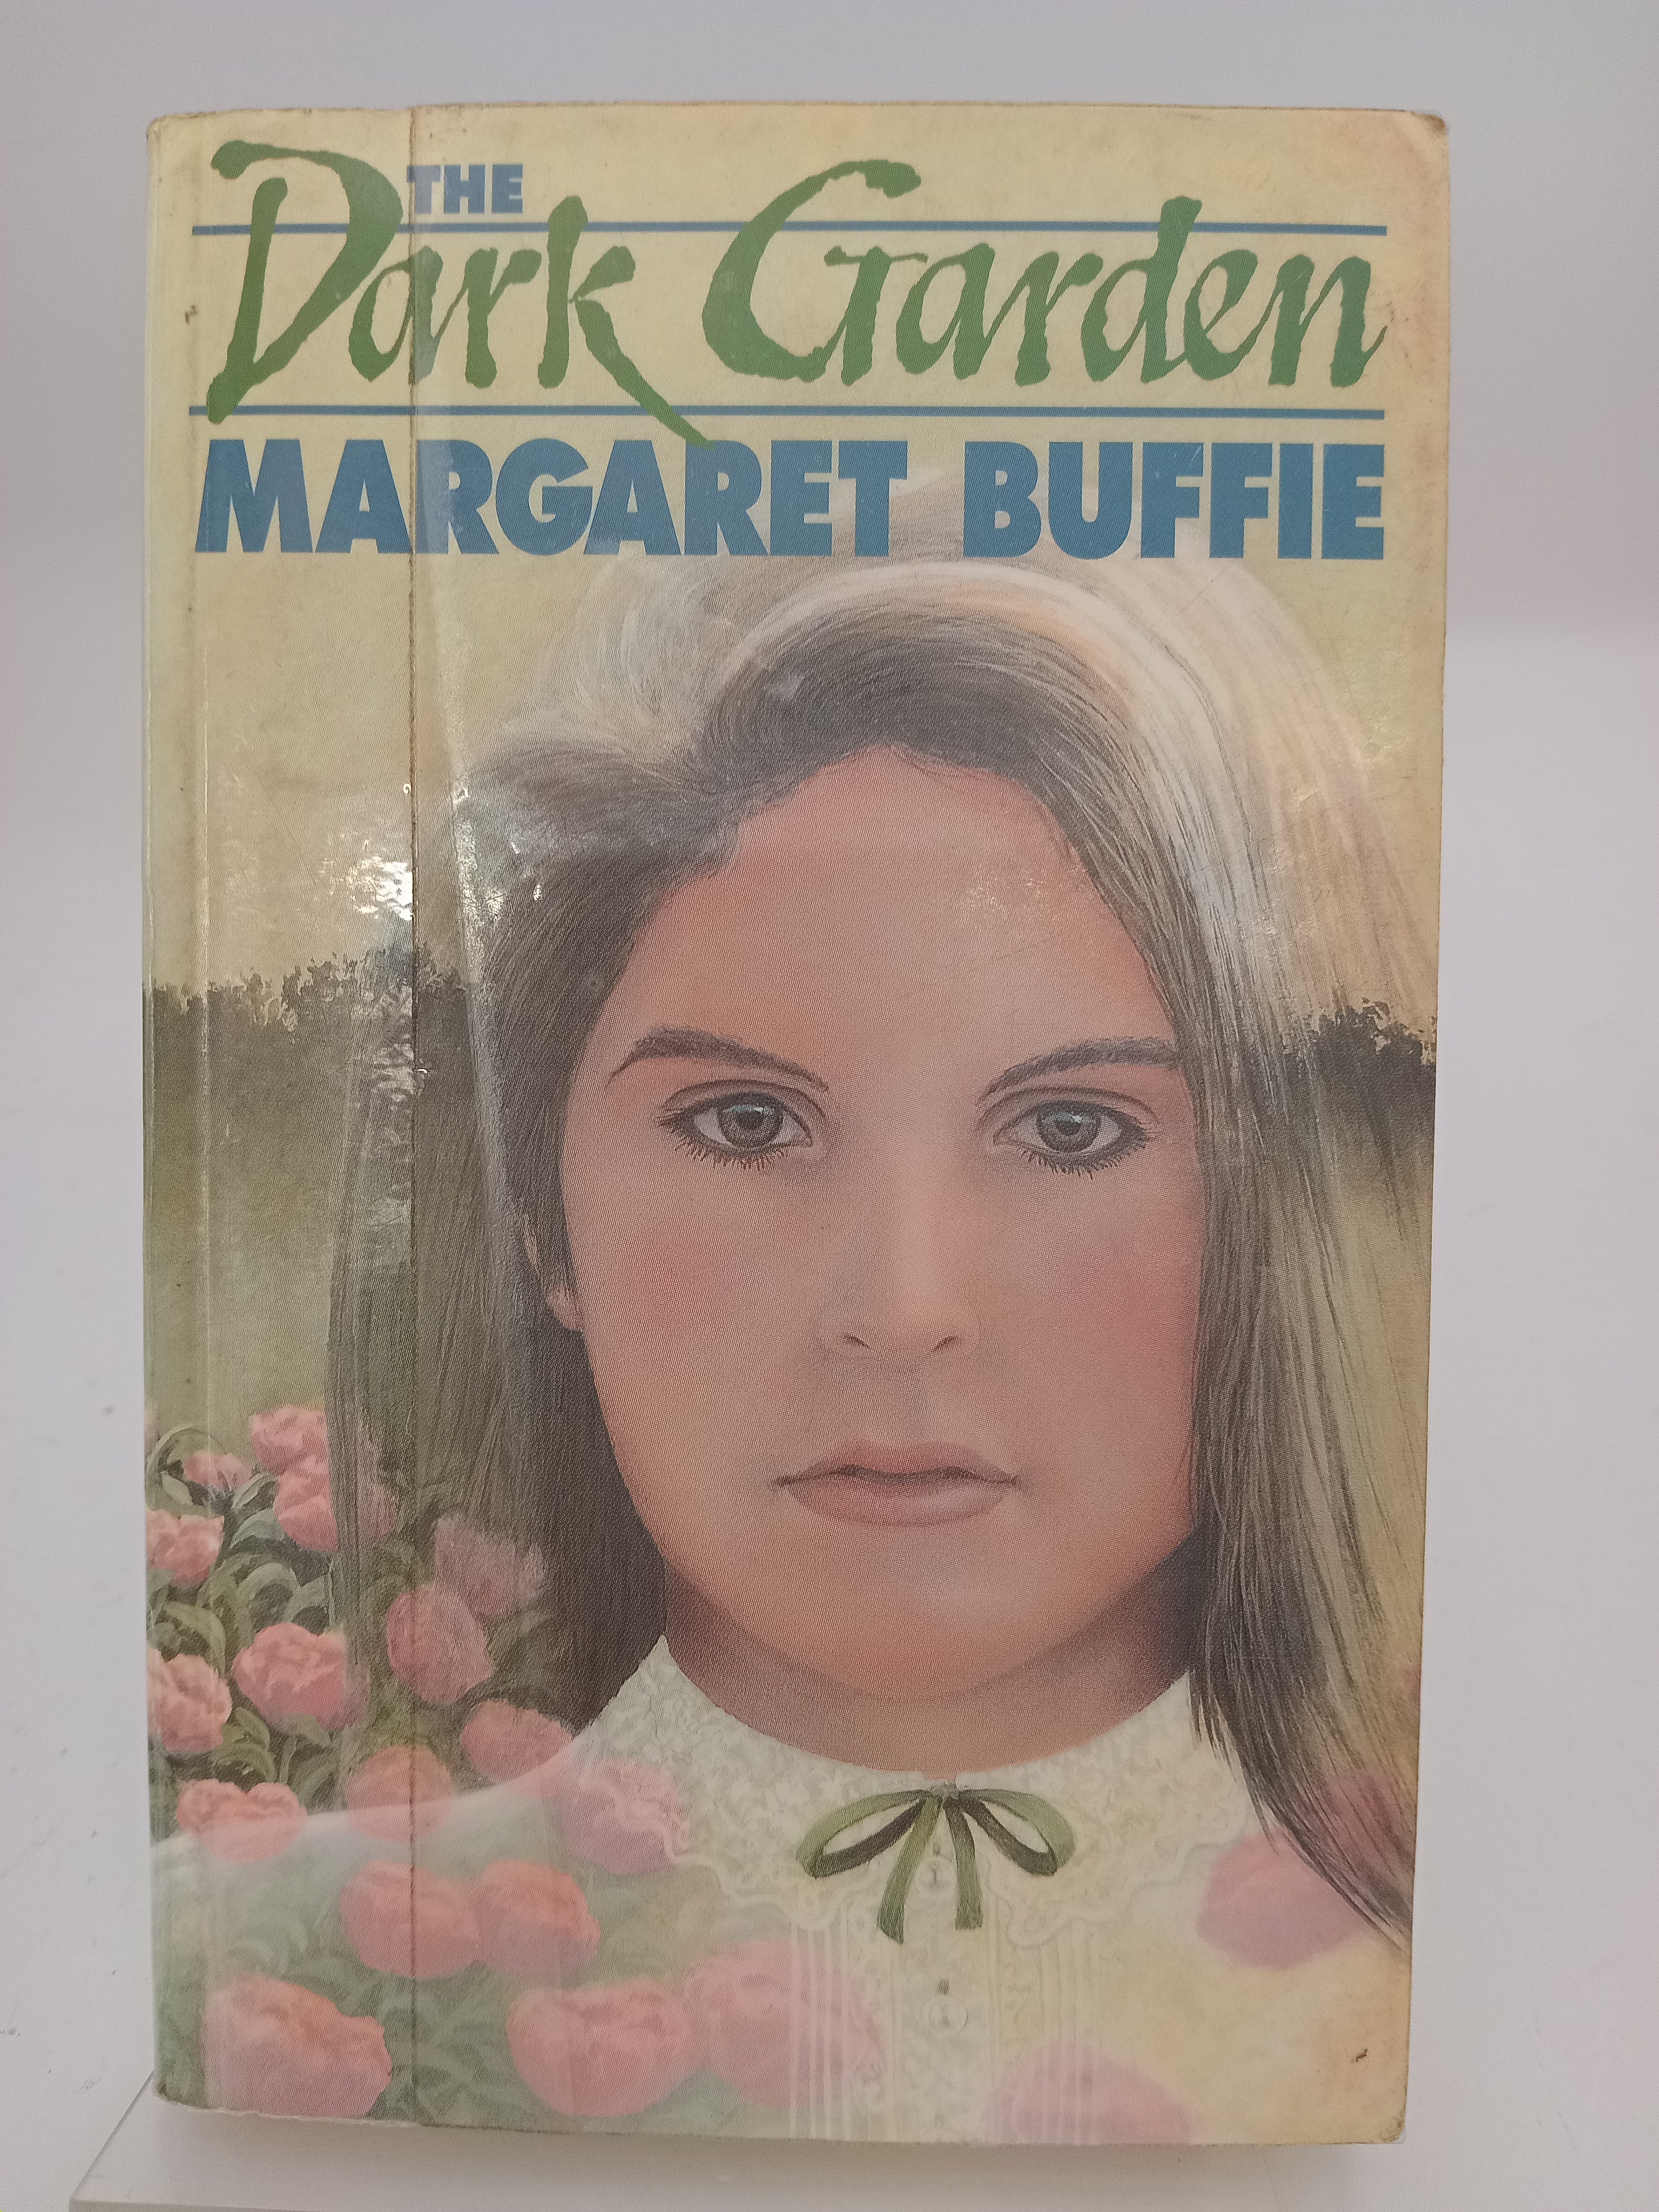 THE
Dark Garden
MARGARET BUFFIE